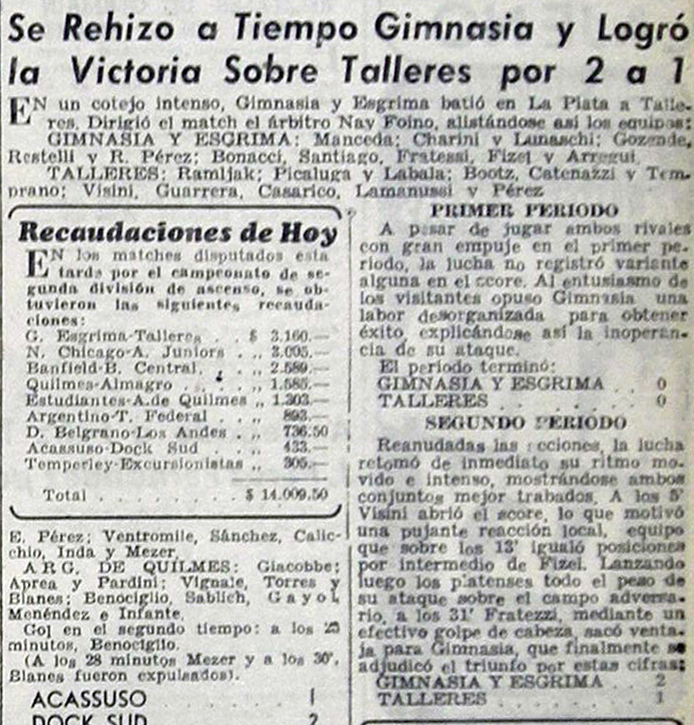 Se Rehizo a Tiempo Gimnasia y Logró
la Victoria Sobre Talleres por 2 a 1
EN un cotejo intenso, Gimnasia y Esgrima batió en La Plata a Talle-
res. Dirigió el match el árbitro Nay Foino, alistándose así los equipos:
GIMNASIA Y ESGRIMA: Manceda; Charini y Lunaschi; Gozende,
Restelli y R. Pérez; Bonacci, Santiago, Fratessi, Fizel y Arregui.
TALLERES: Ramljak; Picaluga y Labala; Bootz, Catenazzi y Tem-
prano; Visini, Guarrera, Casarico, Lamanussi y Pérez
Recaudaciones de Hoy
EN los matches disputados esta
tarde por el campeonato de se-
gunda división de ascenso, se ob-
tuvieron las siguientes recauda-
ciones:
G. Esgrima-Talleres . . $ 3.160.—
N. Chicago-A. Juniors . ,, 3.005.—
Banfield-B. Central. . ,, 2.589.—
Quilmes-Almagro . . ,, 1.585.—
Estudiantes-A. de Quilmes ,, 1.303.—
Argentino-T. Federal . ,, 893.—
D. Belgrano-Los Andes . ,, 736.50
Acassuso-Dock Sud . ,, 433.—
Temperley-Excursionistas ,, 305.—
Total . . . . . . . $ 14.009.50
E. Pérez; Ventromile, Sánchez, Calic-
chio, Inda y Mezer.
ARG. DE QUILMES: Giacobbe;
Aprea y Pardini; Vignale, Torres y
Blanes; Benociglio, Sablich, Gayol
Menéndez e Infante.
Gol en el segundo tiempo: a los 25
minutos, Benociglio.
(A los 28 minutos Mezer y a los 30',
Blanes fueron expulsados).
ACASSUSO 1
DOCK SUD 2
PRIMER PERIODO
A pesar de jugar ambos rivales
con gran empuje en el primer pe-
ríodo, la lucha no registró variante
alguna en el score. Al entusiasmo de
los visitantes opuso Gimnasia una
labor desorganizada para obtener
éxito, explicándose así la inoperan-
cia de su ataque.
El período terminó:
GIMNASIA Y ESGRIMA . . 0
TALLERES . . . . . . 0
SEGUNDO PERIODO
Reanudadas las acciones, la lucha
retomó de inmediato su ritmo mo-
vido e intenso, mostrándose ambos
conjuntos mejor trabados. A los 5'
Visini abrió el score, lo que motivó
una pujante reacción local, equipo
que sobre los 13' igualó posiciones
por intermedio de Fizel. Lanzando
luego los platenses todo el peso de
su ataque sobre el campo adversa-
rio, a los 31' Fratezzi, mediante un
efectivo golpe de cabeza, sacó venta-
ja para Gimnasia, que finalmente se
adjudicó el triunfo por estas cifras:
GIMNASIA Y ESGRIMA . . 2
TALLERES . . . . . . 1